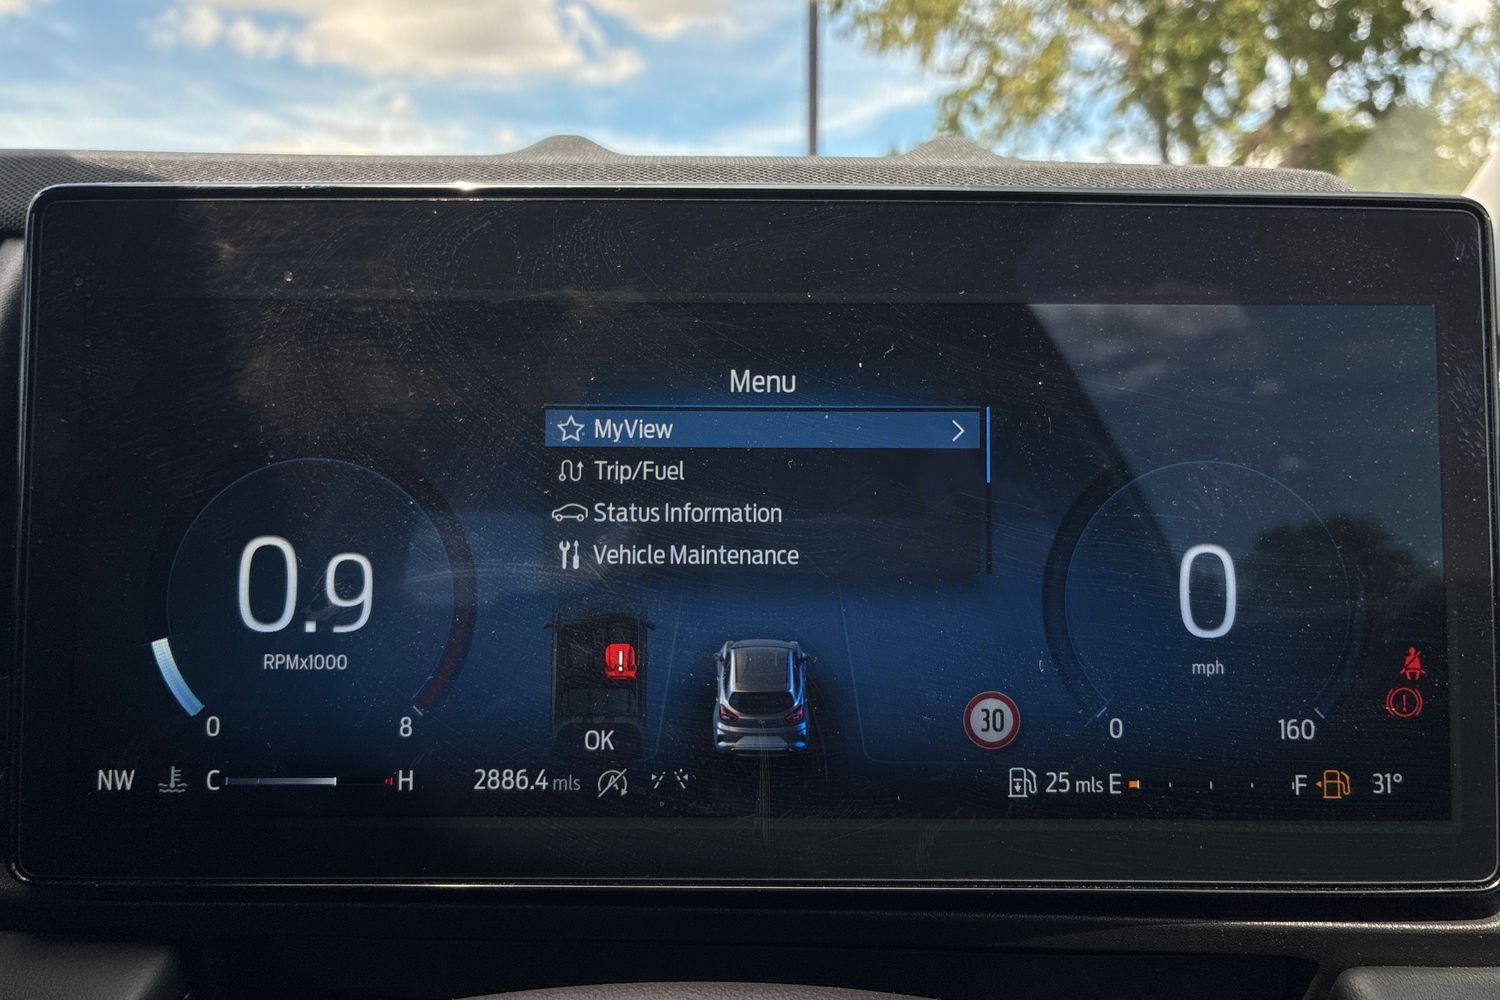 Menu
MyView
Trip/Fuel
Status Information
Vehicle Maintenance
0.9
RPMx1000
0
8
!
OK
30
0
mph
0
160
!
NW
C
H
2886.4 mls
25 mls
E
F
31°